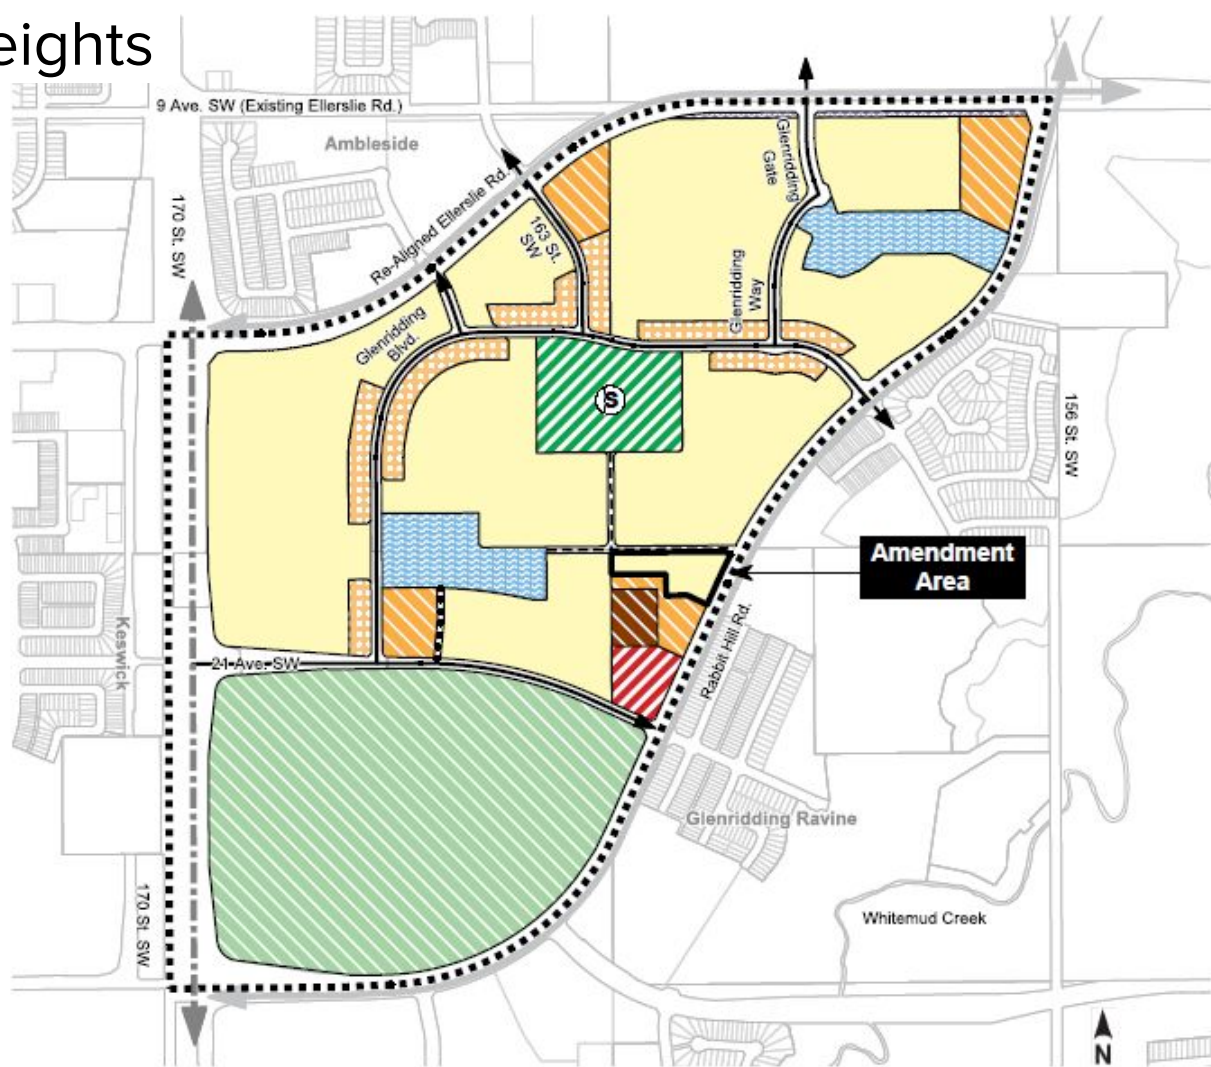 eights
9 Ave. SW (Existing Ellerslie Rd.)
Ambleside
Glenridding
Gate
170 St. SW
Re-Aligned Ellerslie Rd.
163 St.
SW
Glenridding
Way
Glenridding
Blvd.
S
156 St. SW
Amendment
Area
Keswick
21 Ave. SW
Rabbit Hill Rd.
Glenridding Ravine
170 St. SW
Whitemud Creek
N